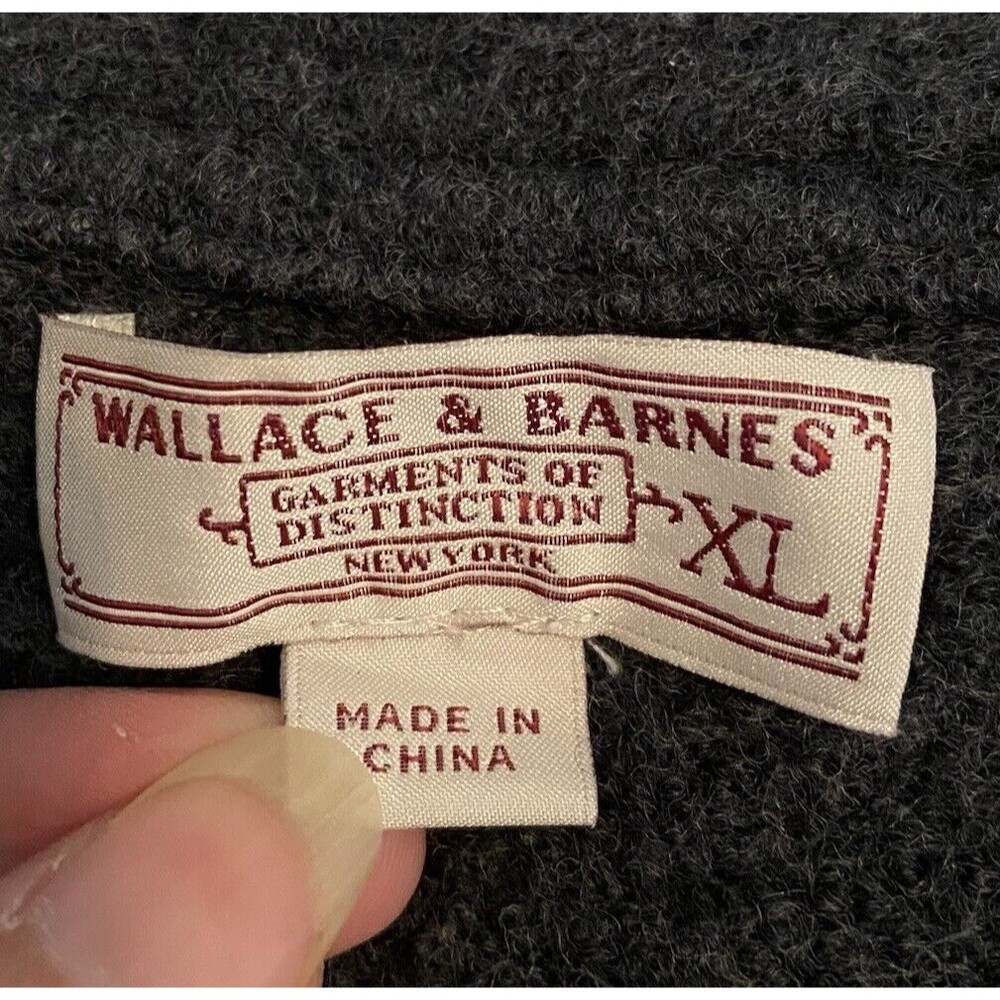 WALLACE & BARNES
GARMENTS OF
DISTINCTION
NEW YORK
XL
MADE IN
CHINA